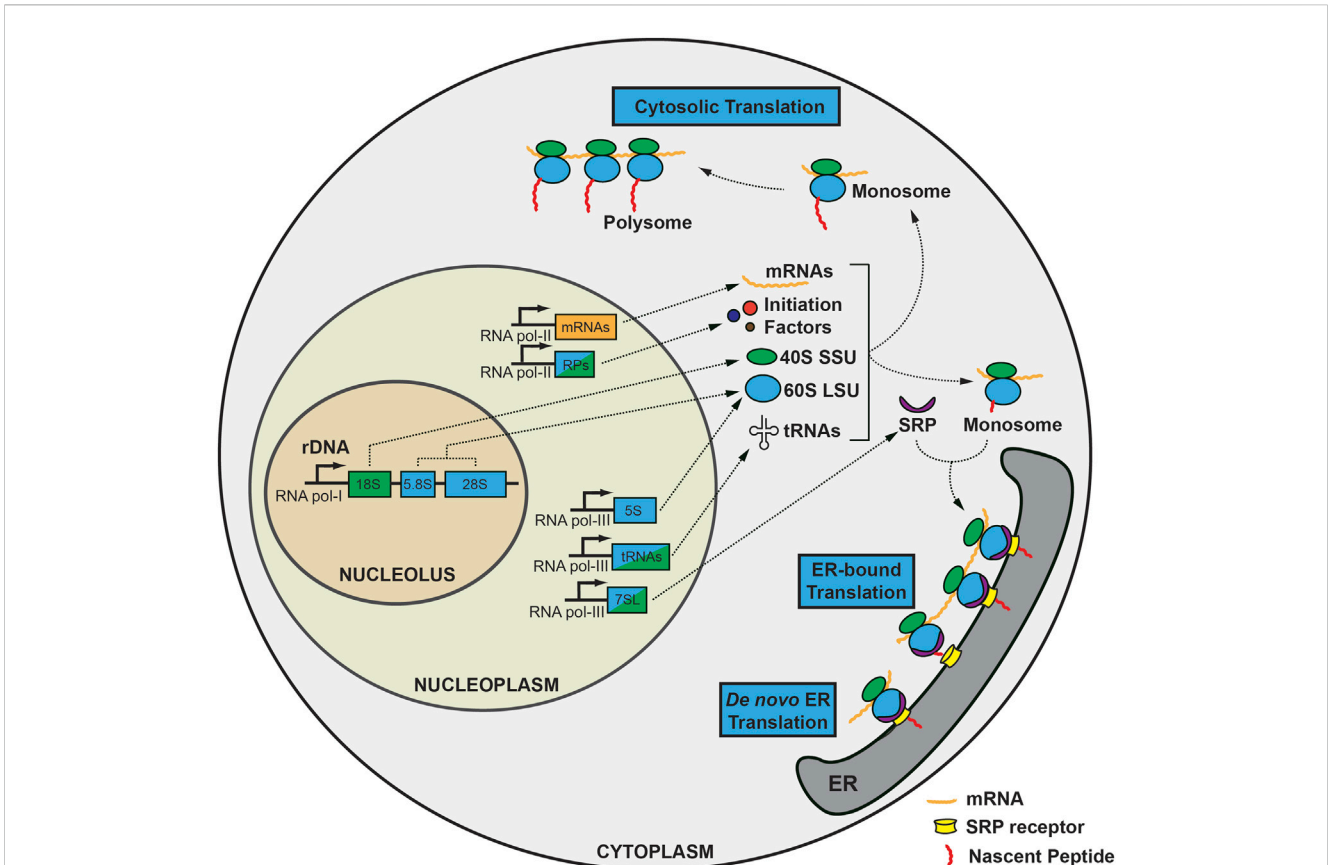 Cytosolic Translation
Monosome
Polysome
mRNAs
Initiation
Factors
40S SSU
60S LSU
tRNAs
RNA pol-II
mRNAs
RNA pol-II
RPs
rDNA
RNA pol-I
18S
5.8S
28S
NUCLEOLUS
RNA pol-III
5S
RNA pol-III
tRNAs
RNA pol-III
7SL
NUCLEOPLASM
SRP
Monosome
ER-bound
Translation
De novo ER
Translation
ER
CYTOPLASM
mRNA
SRP receptor
Nascent Peptide